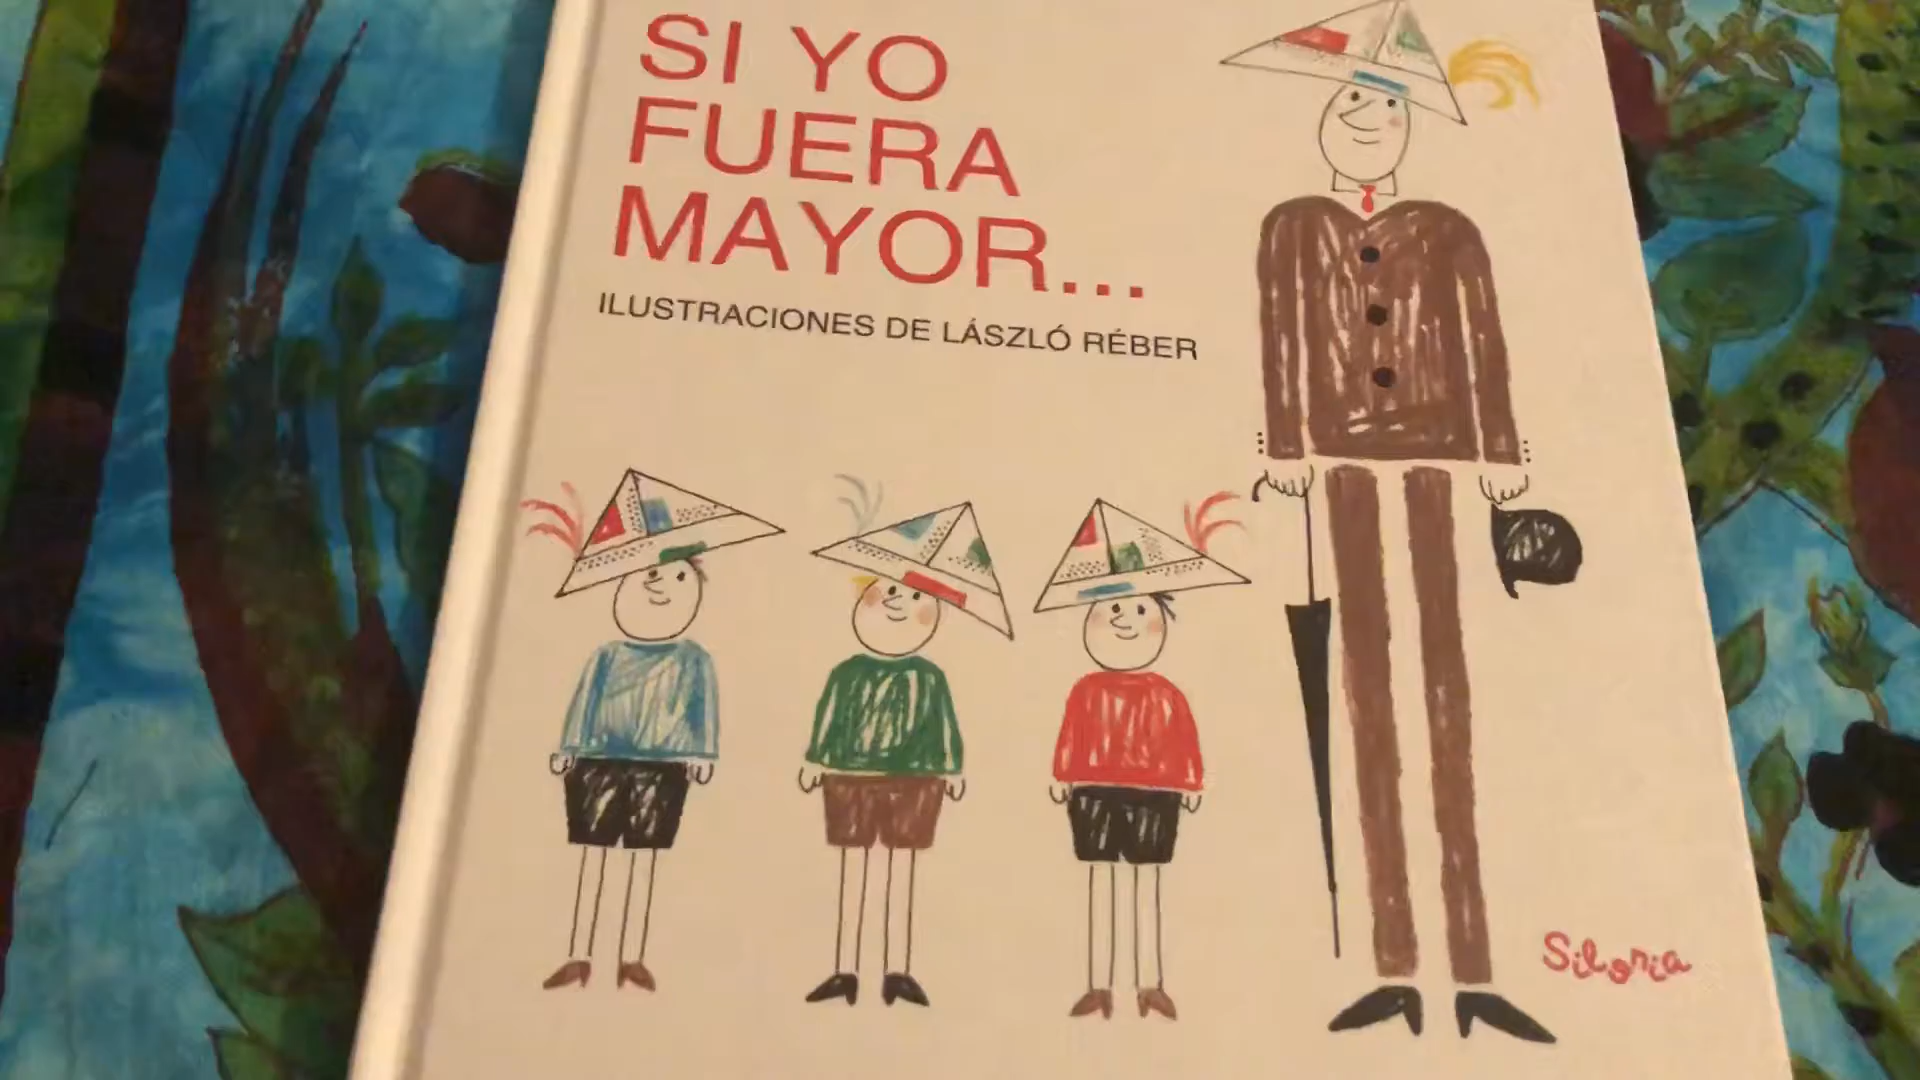 SI YO
FUERA
MAYOR...
ILUSTRACIONES DE LÁSZLÓ RÉBER
Siloria